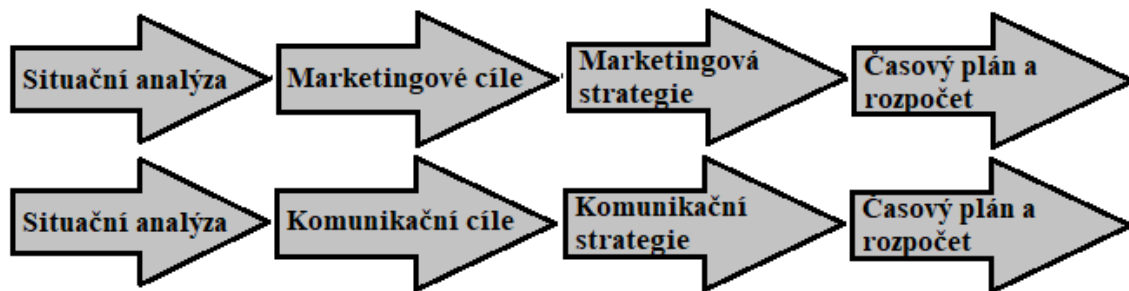 Situační analýza
Marketingové cíle
Marketingová
strategie
Časový plán a
rozpočet
Situační analýza
Komunikační cíle
Komunikační
strategie
Časový plán a
rozpočet